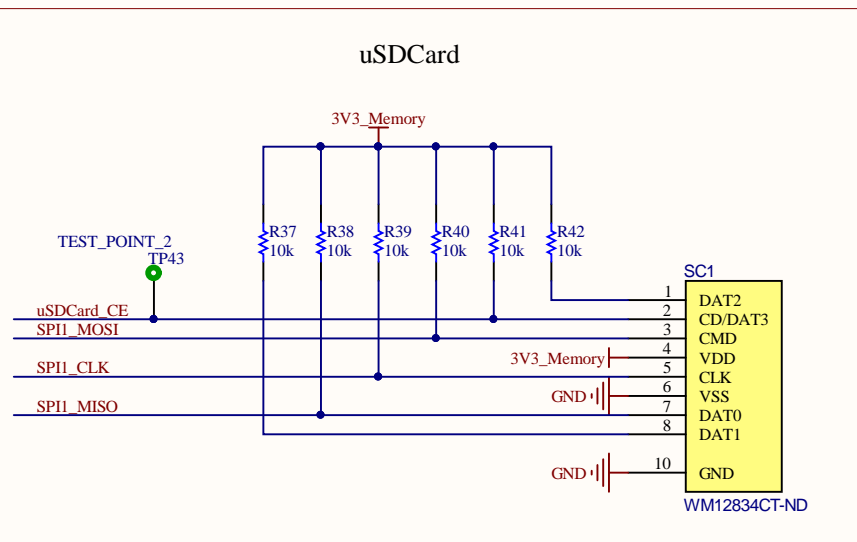 uSDCard
3V3_Memory
R37 R38 R39 R40 R41 R42
10k 10k 10k 10k 10k 10k
TEST_POINT_2
TP43
SC1
1 DAT2
uSDCard_CE 2 CD/DAT3
SPI1_MOSI 3 CMD
3V3_Memory 4 VDD
SPI1_CLK 5 CLK
GND 6 VSS
SPI1_MISO 7 DAT0
8 DAT1
GND 10 GND
WM12834CT-ND